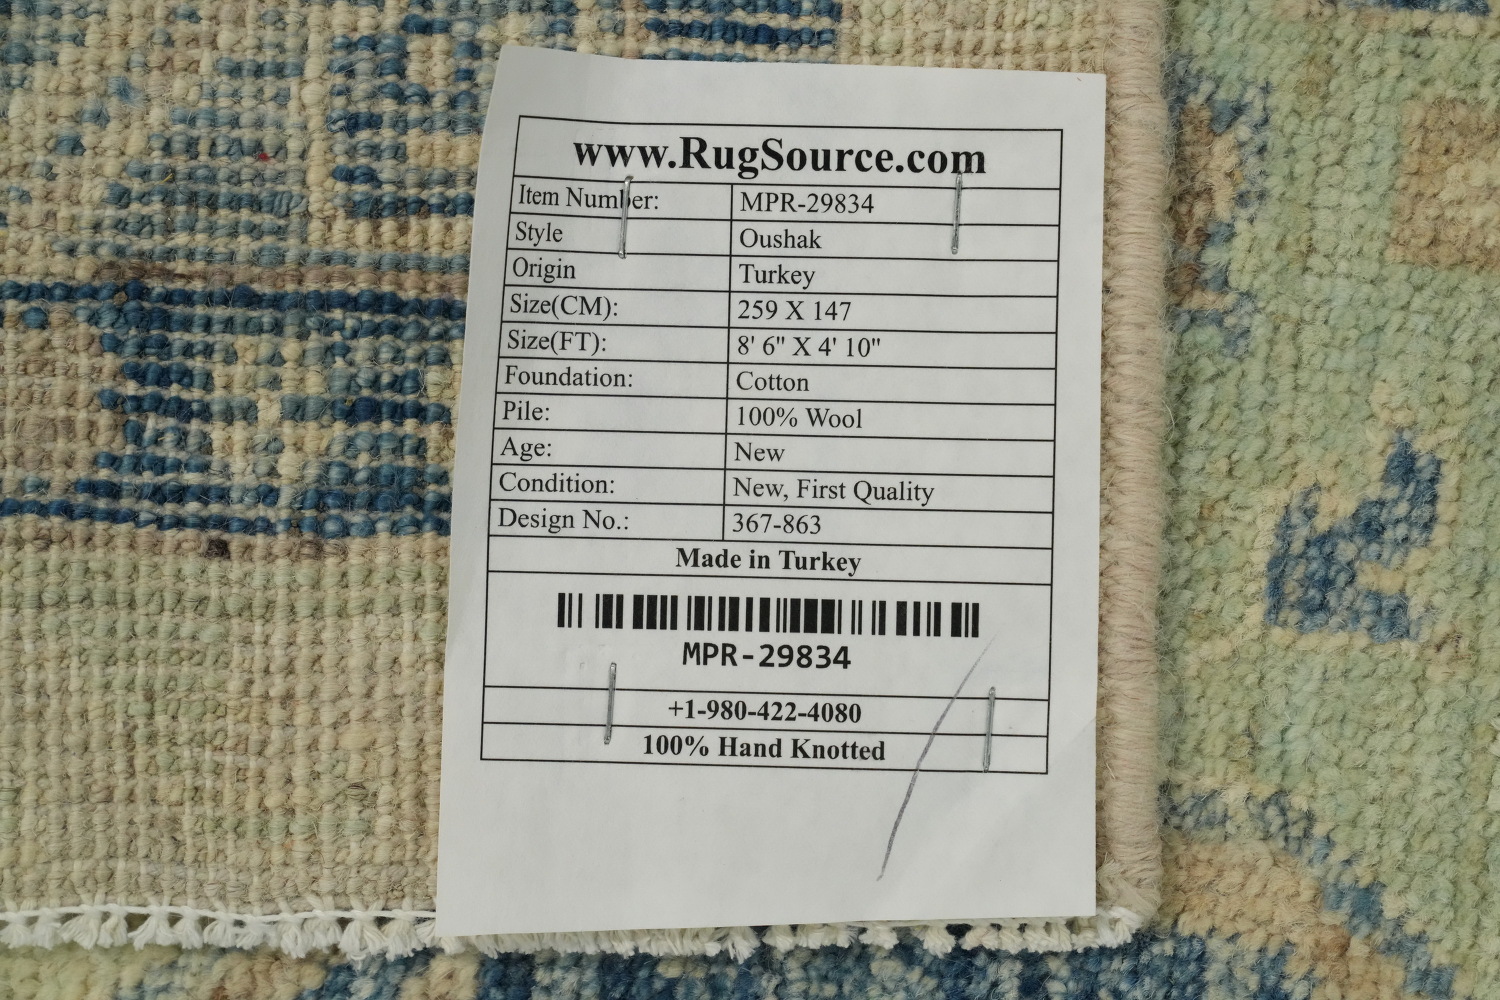 www.RugSource.com
Item Number: MPR-29834
Style Oushak
Origin Turkey
Size(CM): 259 X 147
Size(FT): 8' 6" X 4' 10"
Foundation: Cotton
Pile: 100% Wool
Age: New
Condition: New, First Quality
Design No.: 367-863
Made in Turkey
MPR-29834
+1-980-422-4080
100% Hand Knotted